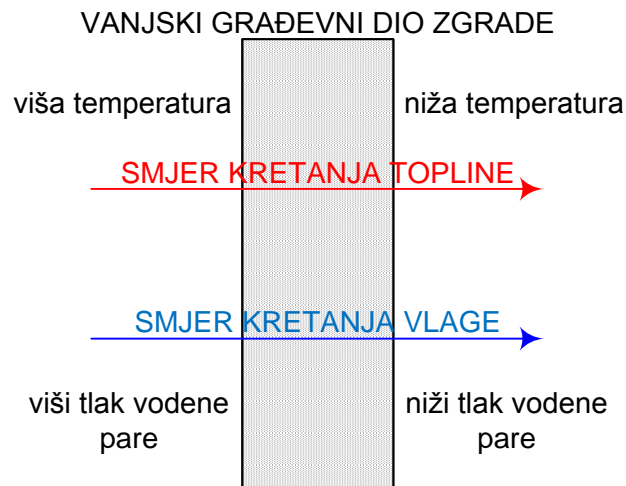 VANJSKI GRAĐEVNI DIO ZGRADE
viša temperatura
niža temperatura
SMJER KRETANJA TOPLINE
SMJER KRETANJA VLAGE
viši tlak vodene
pare
niži tlak vodene
pare